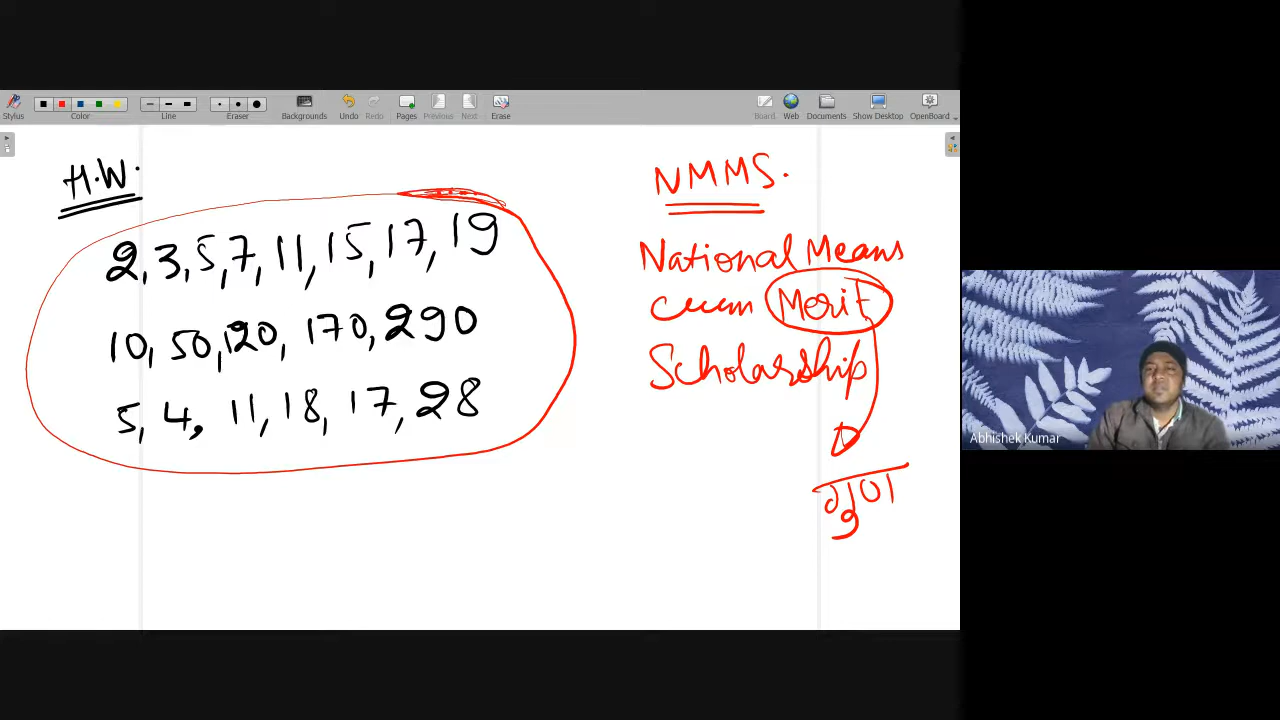 Stylus Color Line Eraser Backgrounds Undo Redo Pages Previous Next Erase Board Web Documents Show Desktop OpenBoard
H.W.
2, 3, 5, 7, 11, 15, 17, 19
10, 50, 120, 170, 290
5, 4, 11, 18, 17, 28
NMMS.
National Means
cum Merit
Scholarship
गुण
Abhishek Kumar